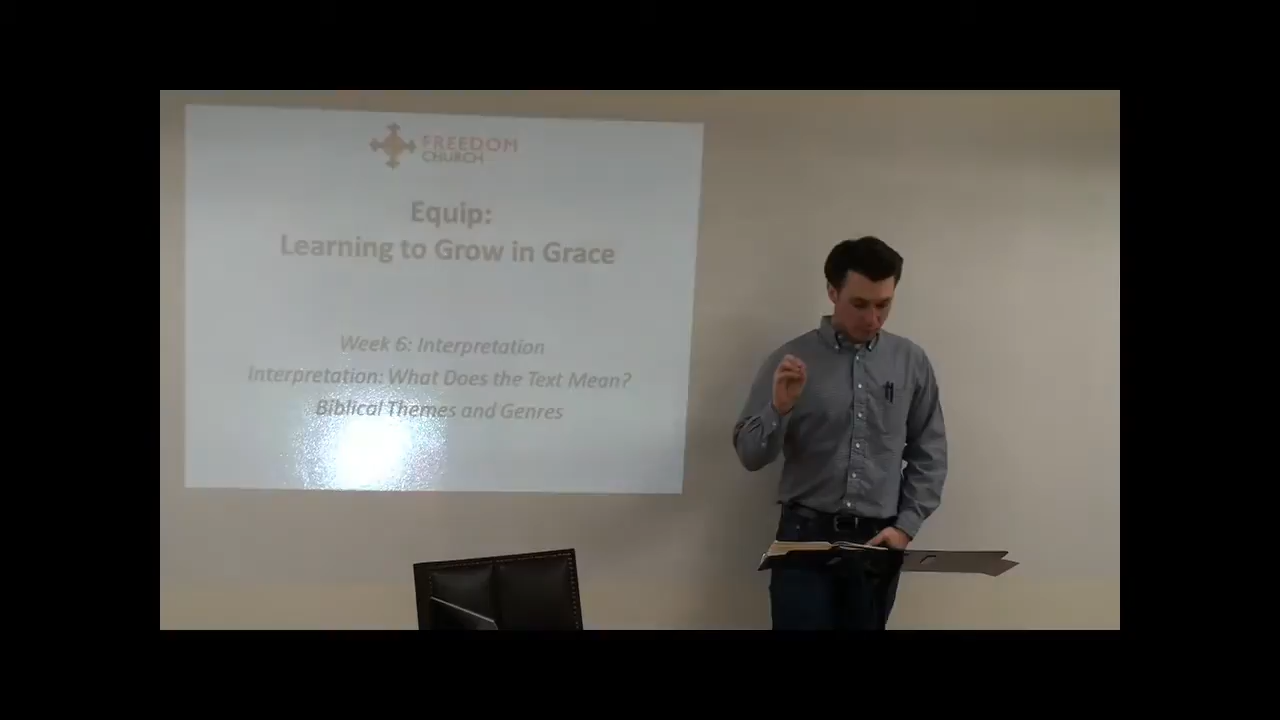 FREEDOM
CHURCH
Equip:
Learning to Grow in Grace
Week 6: Interpretation
Interpretation: What Does the Text Mean?
Biblical Themes and Genres